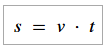 s = v · t